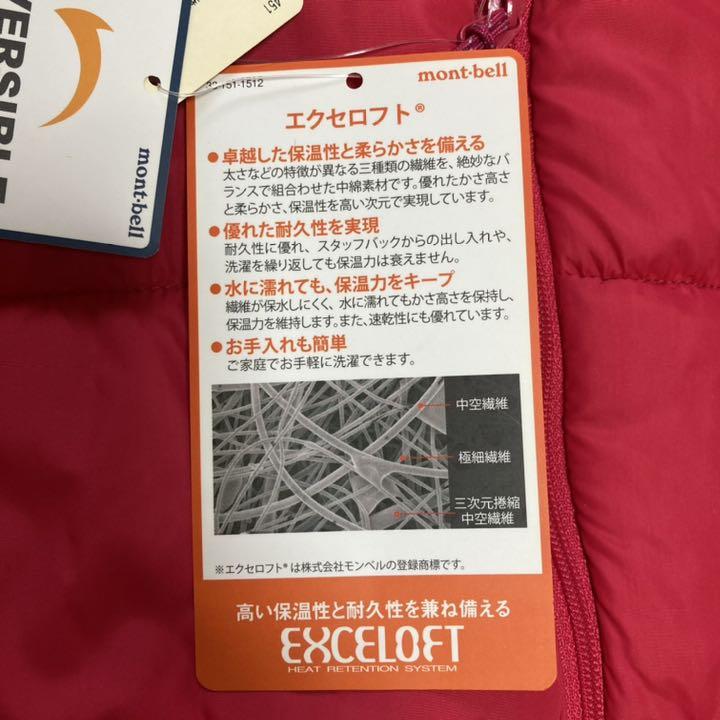 451
VERSIBLE
mont-bell
mont-bell
エクセロフト®
●卓越した保温性と柔らかさを備える
太さなどの特徴が異なる三種類の繊維を、絶妙なバ
ランスで組合わせた中綿素材です。優れたかさ高さ
と柔らかさ、保温性を高い次元で実現しています。
●優れた耐久性を実現
耐久性に優れ、スタッフバックからの出し入れや、
洗濯を繰り返しても保温力は衰えません。
●水に濡れても、保温力をキープ
繊維が保水しにくく、水に濡れてもかさ高さを保持し、
保温力を維持します。また、速乾性にも優れています。
●お手入れも簡単
ご家庭でお手軽に洗濯できます。
中空繊維
極細繊維
三次元捲縮
中空繊維
※エクセロフト®は株式会社モンベルの登録商標です。
高い保温性と耐久性を兼ね備える
EXCELOFT
HEAT RETENTION SYSTEM